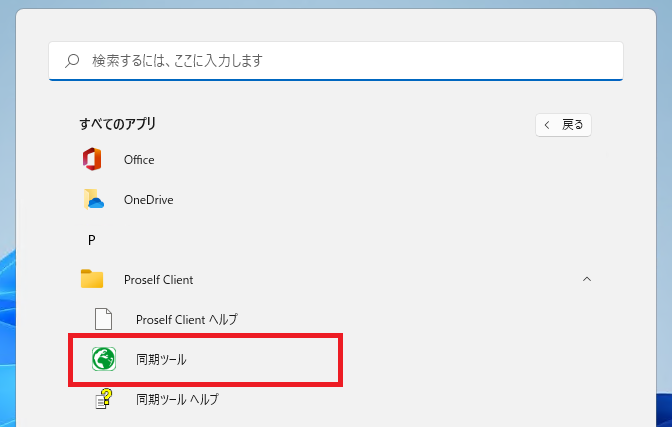 検索するには、ここに入力します
すべてのアプリ
戻る
Office
OneDrive
P
Proself Client
Proself Client ヘルプ
同期ツール
同期ツール ヘルプ